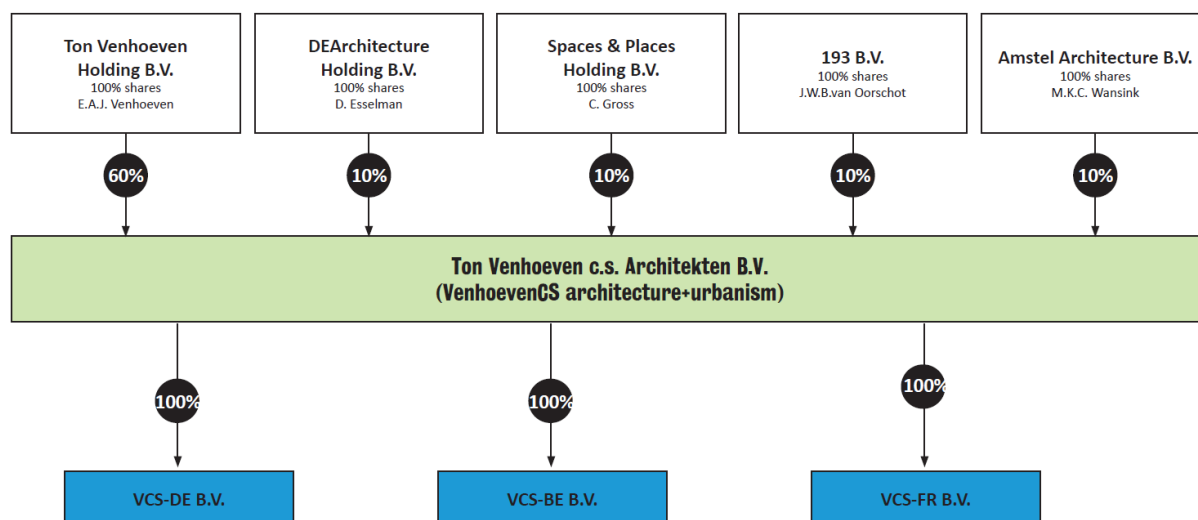 Ton Venhoeven
Holding B.V.
100% shares
E.A.J. Venhoeven
DEArchitecture
Holding B.V.
100% shares
D. Esselman
Spaces & Places
Holding B.V.
100% shares
C. Gross
193 B.V.
100% shares
J.W.B.van Oorschot
Amstel Architecture B.V.
100% shares
M.K.C. Wansink
60%
10%
10%
10%
10%
Ton Venhoeven c.s. Architekten B.V.
(VenhoevenCS architecture+urbanism)
100%
100%
100%
VCS-DE B.V.
VCS-BE B.V.
VCS-FR B.V.